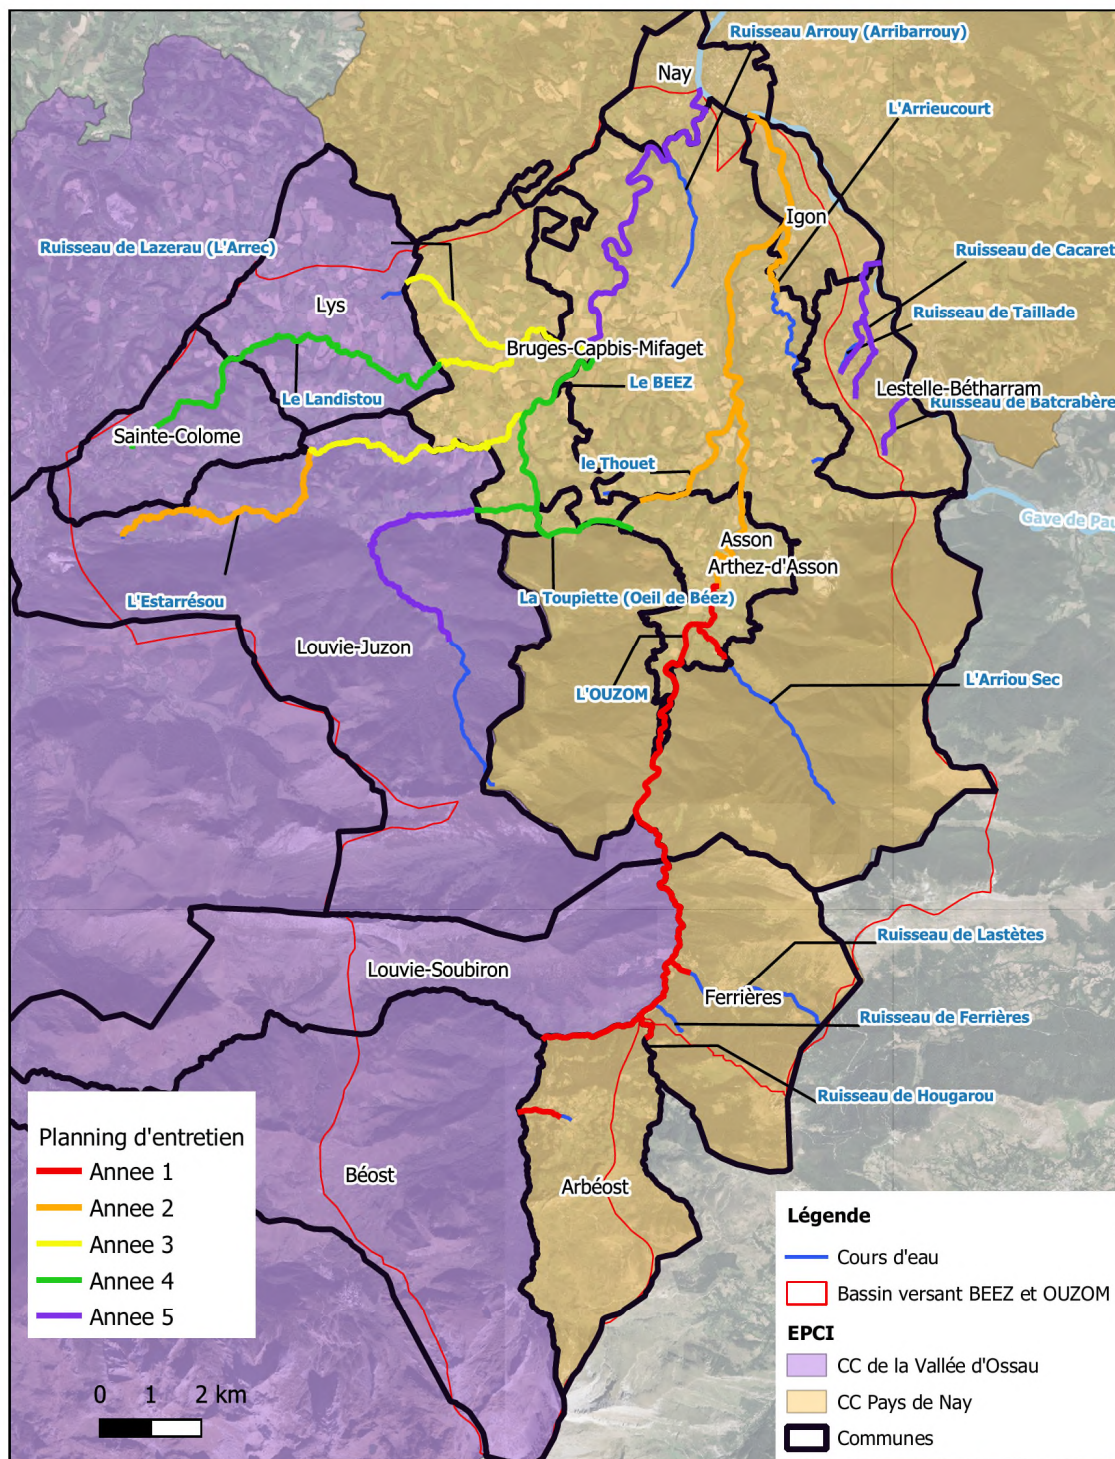 Ruisseau Arrouy (Arribarrouy)
Nay
L'Arrieucourt
Igon
Ruisseau de Lazerau (L'Arrec)
Ruisseau de Cacaret
Lys
Ruisseau de Taillade
Bruges-Capbis-Mifaget
Le BEEZ
Lestelle-Bétharram
Le Landistou
Ruisseau de Batcrabère
Sainte-Colome
le Thouet
Gave de Pau
Asson
Arthez-d'Asson
L'Estarrésou
La Toupiette (Oeil de Béez)
Louvie-Juzon
L'OUZOM
L'Arriou Sec
Ruisseau de Lastètes
Louvie-Soubiron
Ferrières
Ruisseau de Ferrières
Ruisseau de Hougarou
Béost
Arbéost
Planning d'entretien
Annee 1
Annee 2
Annee 3
Annee 4
Annee 5
0 1 2 km
Légende
Cours d'eau
Bassin versant BEEZ et OUZOM
EPCI
CC de la Vallée d'Ossau
CC Pays de Nay
Communes